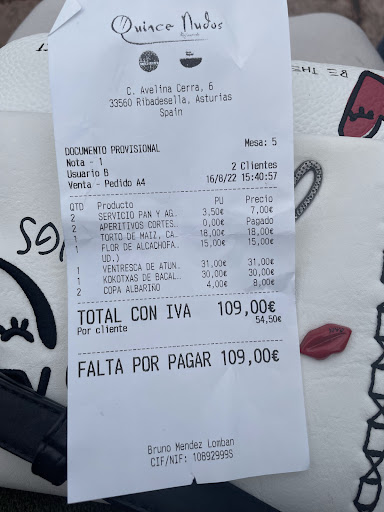 Quince Nudos
C. Avelina Cerra, 6
33560 Ribadesella, Asturias
Spain
DOCUMENTO PROVISIONAL
Mesa: 5
Nota - 1
Usuario B
2 Clientes
Venta - Pedido A4
16/8/22 15:40:57
QTD Producto PU Precio
2 SERVICIO PAN Y AG.. 3,50€ 7,00€
2 APERITIVOS CORTES.. 0,00€ Pagado
1 TORTO DE MAIZ, CA.. 18,00€ 18,00€
1 FLOR DE ALCACHOFA 15,00€ 15,00€
UD.)
1 VENTRESCA DE ATUN.. 31,00€ 31,00€
1 KOKOTXAS DE BACAL.. 30,00€ 30,00€
2 COPA ALBARIÑO 4,00€ 8,00€
TOTAL CON IVA 109,00€
Por cliente 54,50€
FALTA POR PAGAR 109,00€
Bruno Mendez Lomban
CIF/NIF: 10892999S
BE THE